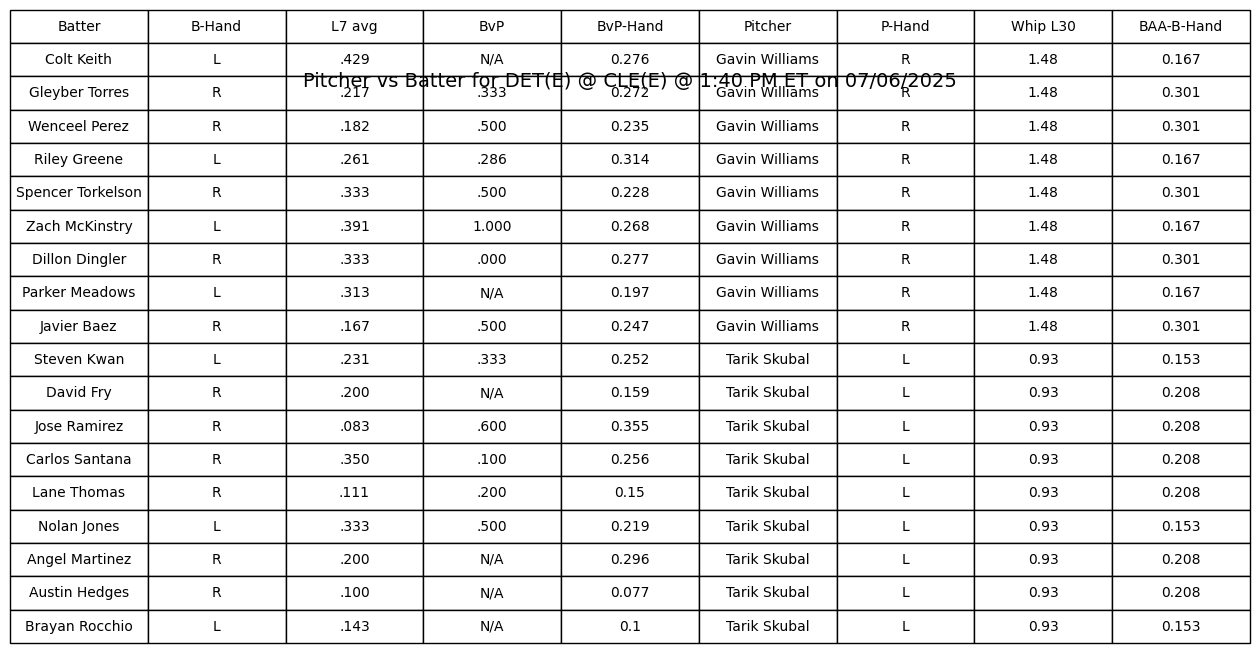 Batter B-Hand L7 avg BvP BvP-Hand Pitcher P-Hand Whip L30 BAA-B-Hand
Colt Keith L .429 N/A 0.276 Gavin Williams R 1.48 0.167
Pitcher vs Batter for DET(E) @ CLE(E) @ 1:40 PM ET on 07/06/2025
Gleyber Torres R .217 .333 0.272 Gavin Williams R 1.48 0.301
Wenceel Perez R .182 .500 0.235 Gavin Williams R 1.48 0.301
Riley Greene L .261 .286 0.314 Gavin Williams R 1.48 0.167
Spencer Torkelson R .333 .500 0.228 Gavin Williams R 1.48 0.301
Zach McKinstry L .391 1.000 0.268 Gavin Williams R 1.48 0.167
Dillon Dingler R .333 .000 0.277 Gavin Williams R 1.48 0.301
Parker Meadows L .313 N/A 0.197 Gavin Williams R 1.48 0.167
Javier Baez R .167 .500 0.247 Gavin Williams R 1.48 0.301
Steven Kwan L .231 .333 0.252 Tarik Skubal L 0.93 0.153
David Fry R .200 N/A 0.159 Tarik Skubal L 0.93 0.208
Jose Ramirez R .083 .600 0.355 Tarik Skubal L 0.93 0.208
Carlos Santana R .350 .100 0.256 Tarik Skubal L 0.93 0.208
Lane Thomas R .111 .200 0.15 Tarik Skubal L 0.93 0.208
Nolan Jones L .333 .500 0.219 Tarik Skubal L 0.93 0.153
Angel Martinez R .200 N/A 0.296 Tarik Skubal L 0.93 0.208
Austin Hedges R .100 N/A 0.077 Tarik Skubal L 0.93 0.208
Brayan Rocchio L .143 N/A 0.1 Tarik Skubal L 0.93 0.153